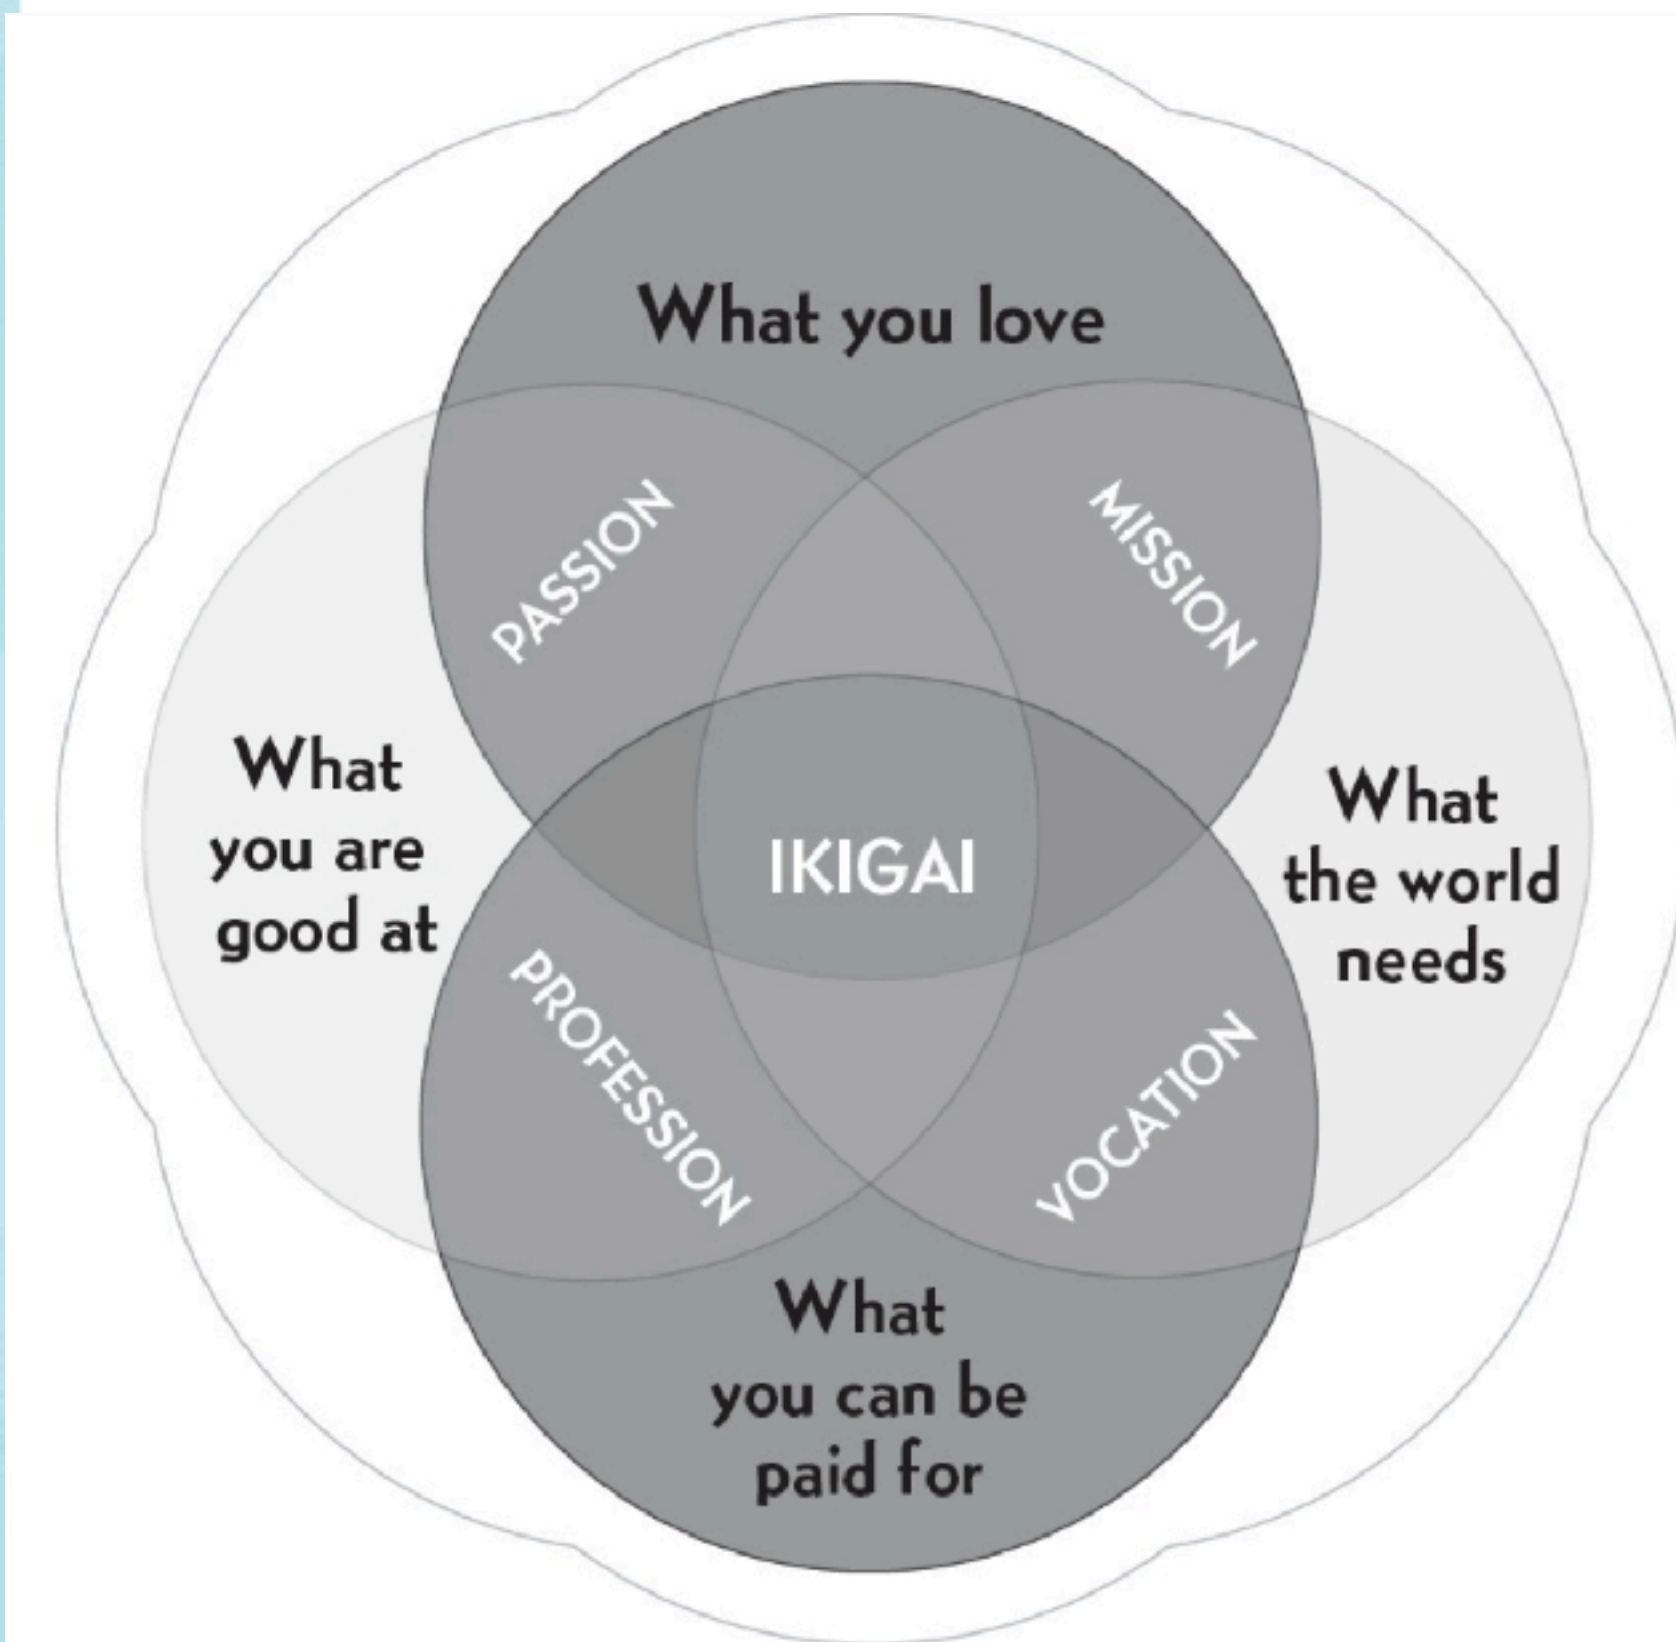 What you love
PASSION
MISSION
What
you are
good at
IKIGAI
What
the world
needs
PROFESSION
VOCATION
What
you can be
paid for